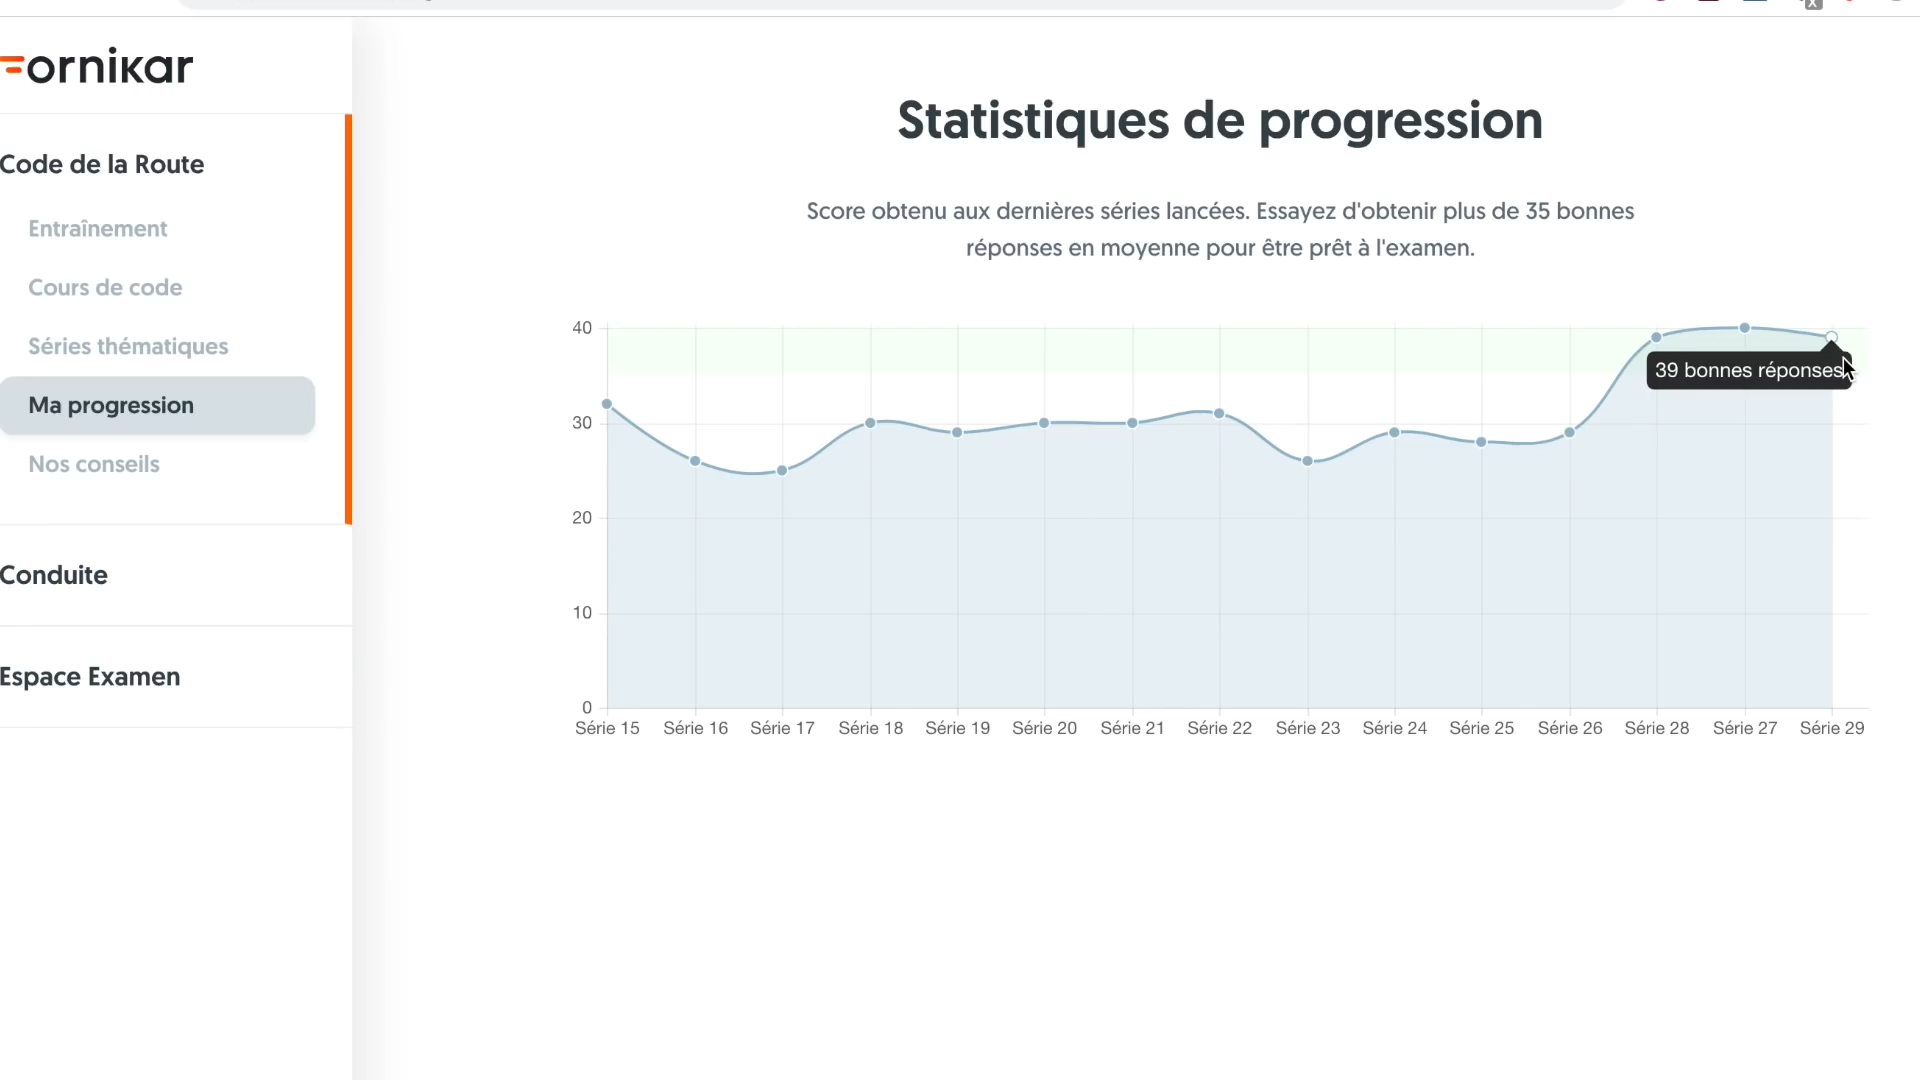 ornikar
Code de la Route
Entraînement
Cours de code
Séries thématiques
Ma progression
Nos conseils
Conduite
Espace Examen
Statistiques de progression
Score obtenu aux dernières séries lancées. Essayez d'obtenir plus de 35 bonnes
réponses en moyenne pour être prêt à l'examen.
40
30
20
10
0
39 bonnes réponses
Série 15 Série 16 Série 17 Série 18 Série 19 Série 20 Série 21 Série 22 Série 23 Série 24 Série 25 Série 26 Série 28 Série 27 Série 29